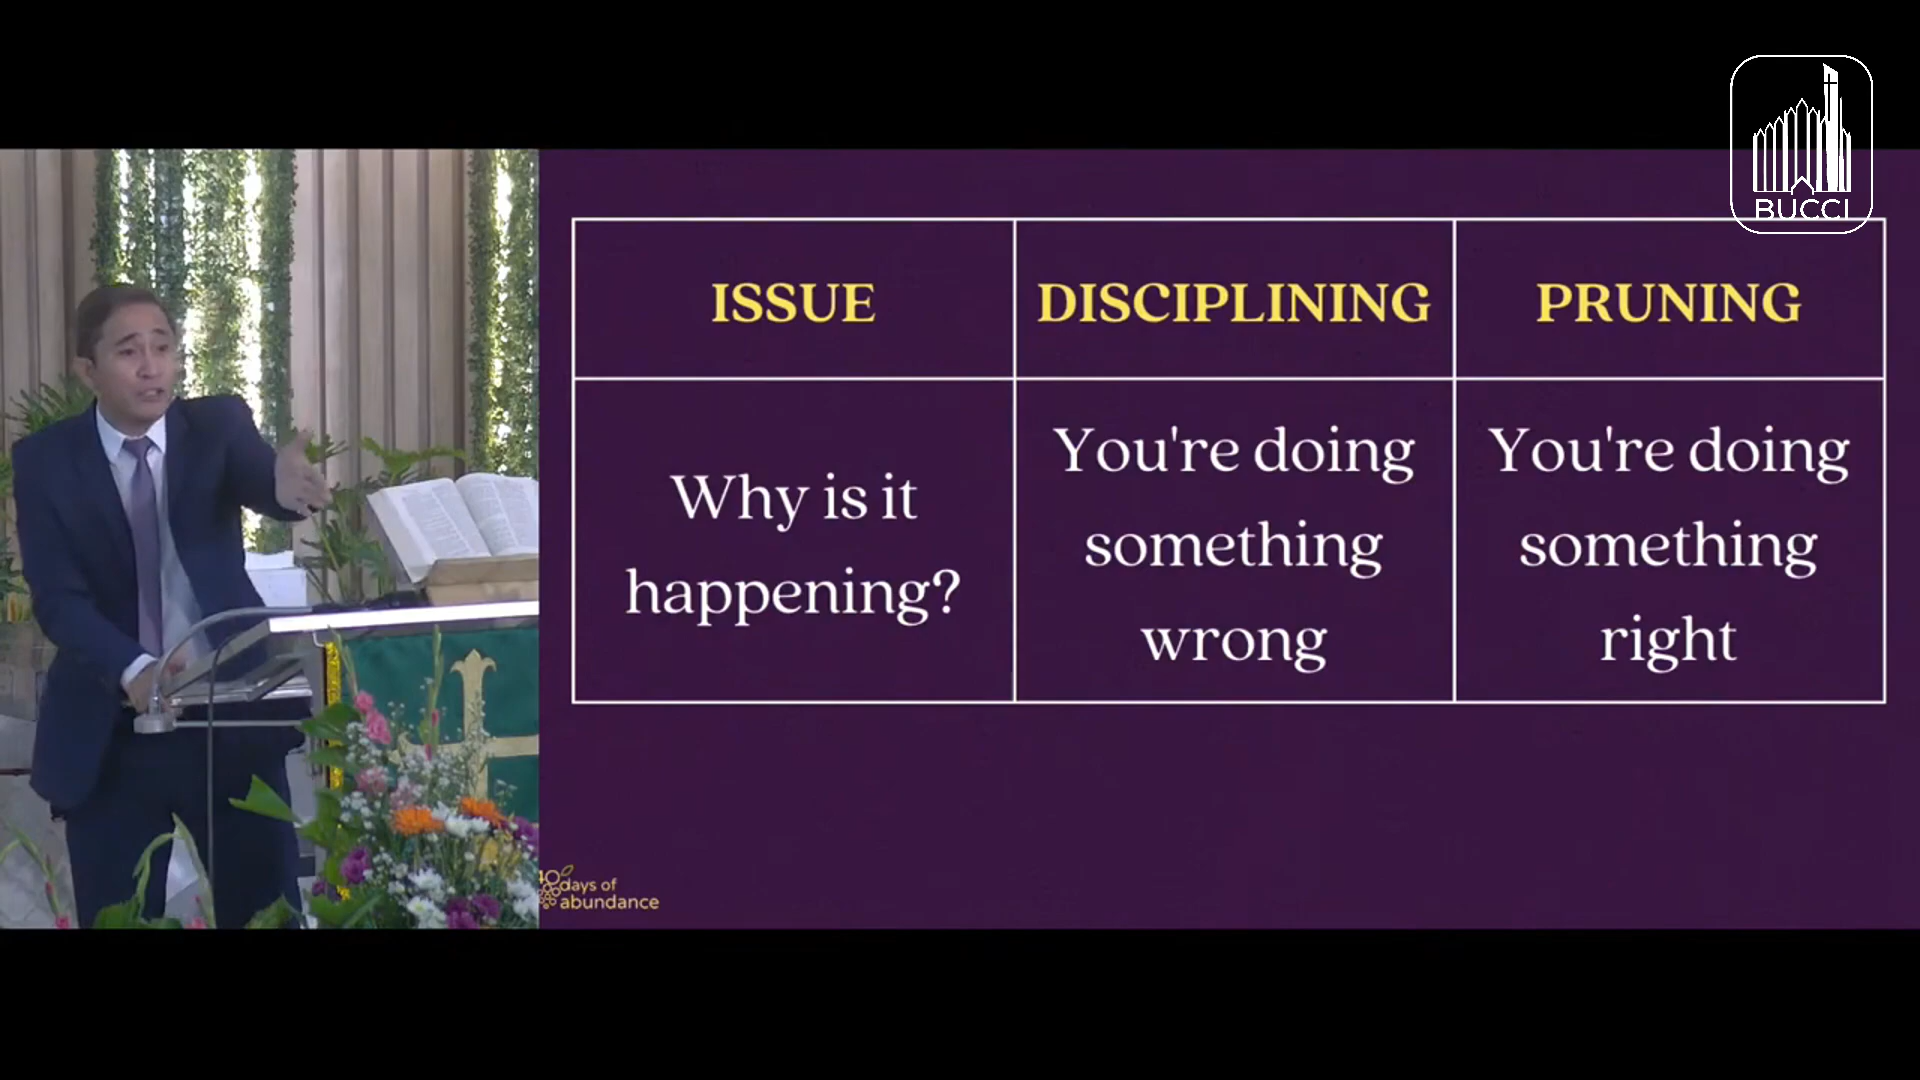 BUCCI
ISSUE
DISCIPLINING
PRUNING
Why is it
happening?
You're doing
something
wrong
You're doing
something
right
40
days of
abundance